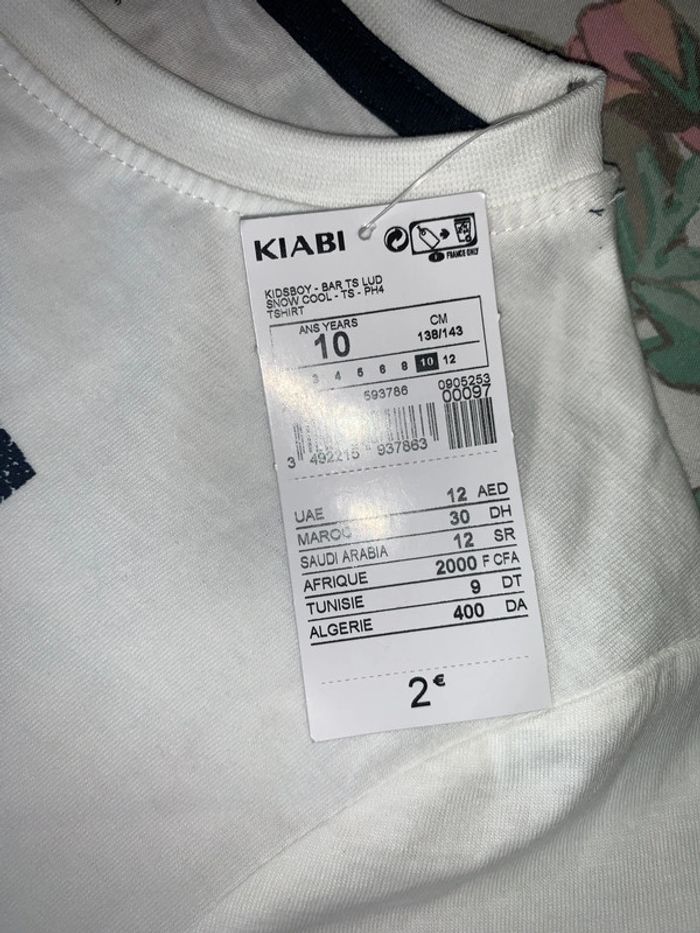 KIABI
FRANCE ONLY
KIDSBOY - BAR TS LUD
SNOW COOL - TS - PH4
TSHIRT
ANS YEARS
CM
10
138/143
3 4 5 6 8 10 12
593786
0905253
00097
3 492215 937863
UAE 12 AED
MAROC 30 DH
SAUDI ARABIA 12 SR
AFRIQUE 2000 F CFA
TUNISIE 9 DT
ALGERIE 400 DA
2€